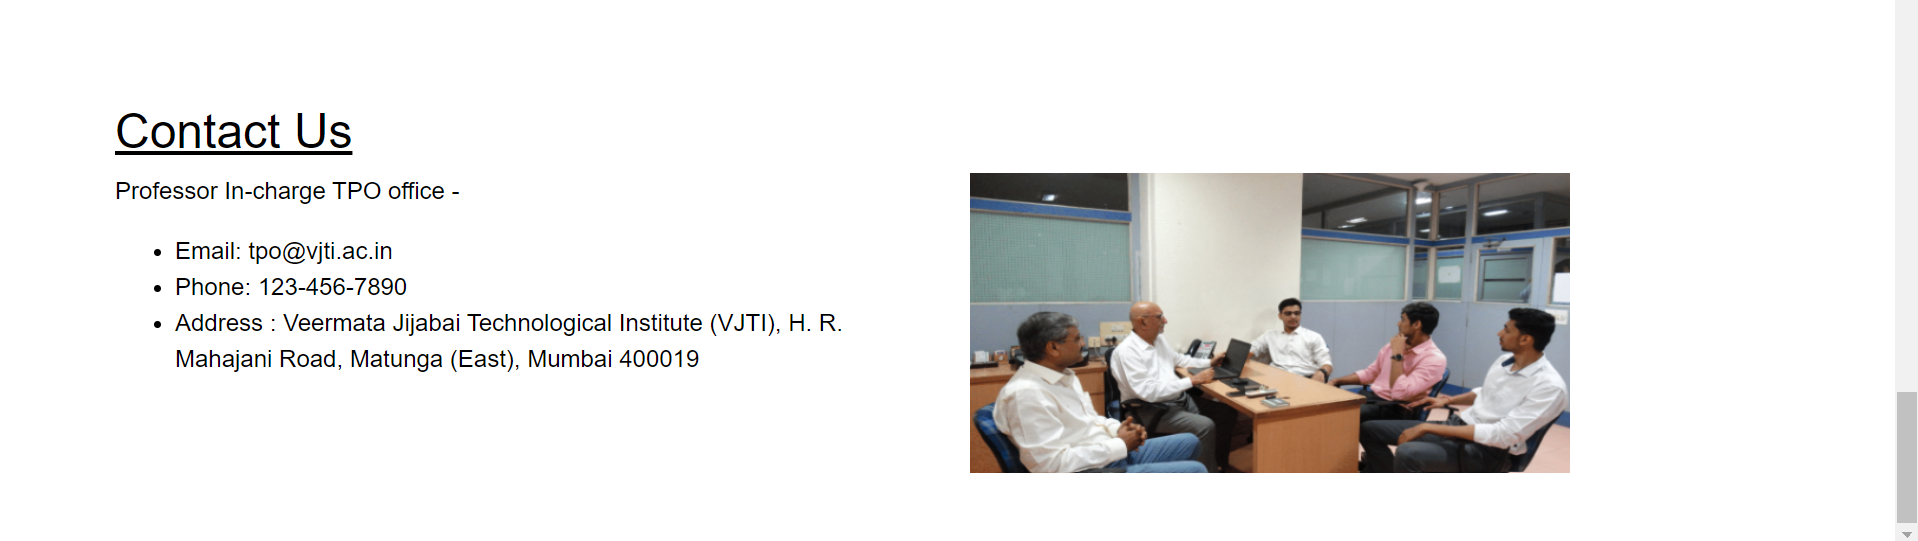 Contact Us
Professor In-charge TPO office -
Email: tpo@vjti.ac.in
Phone: 123-456-7890
Address : Veermata Jijabai Technological Institute (VJTI), H. R.
Mahajani Road, Matunga (East), Mumbai 400019